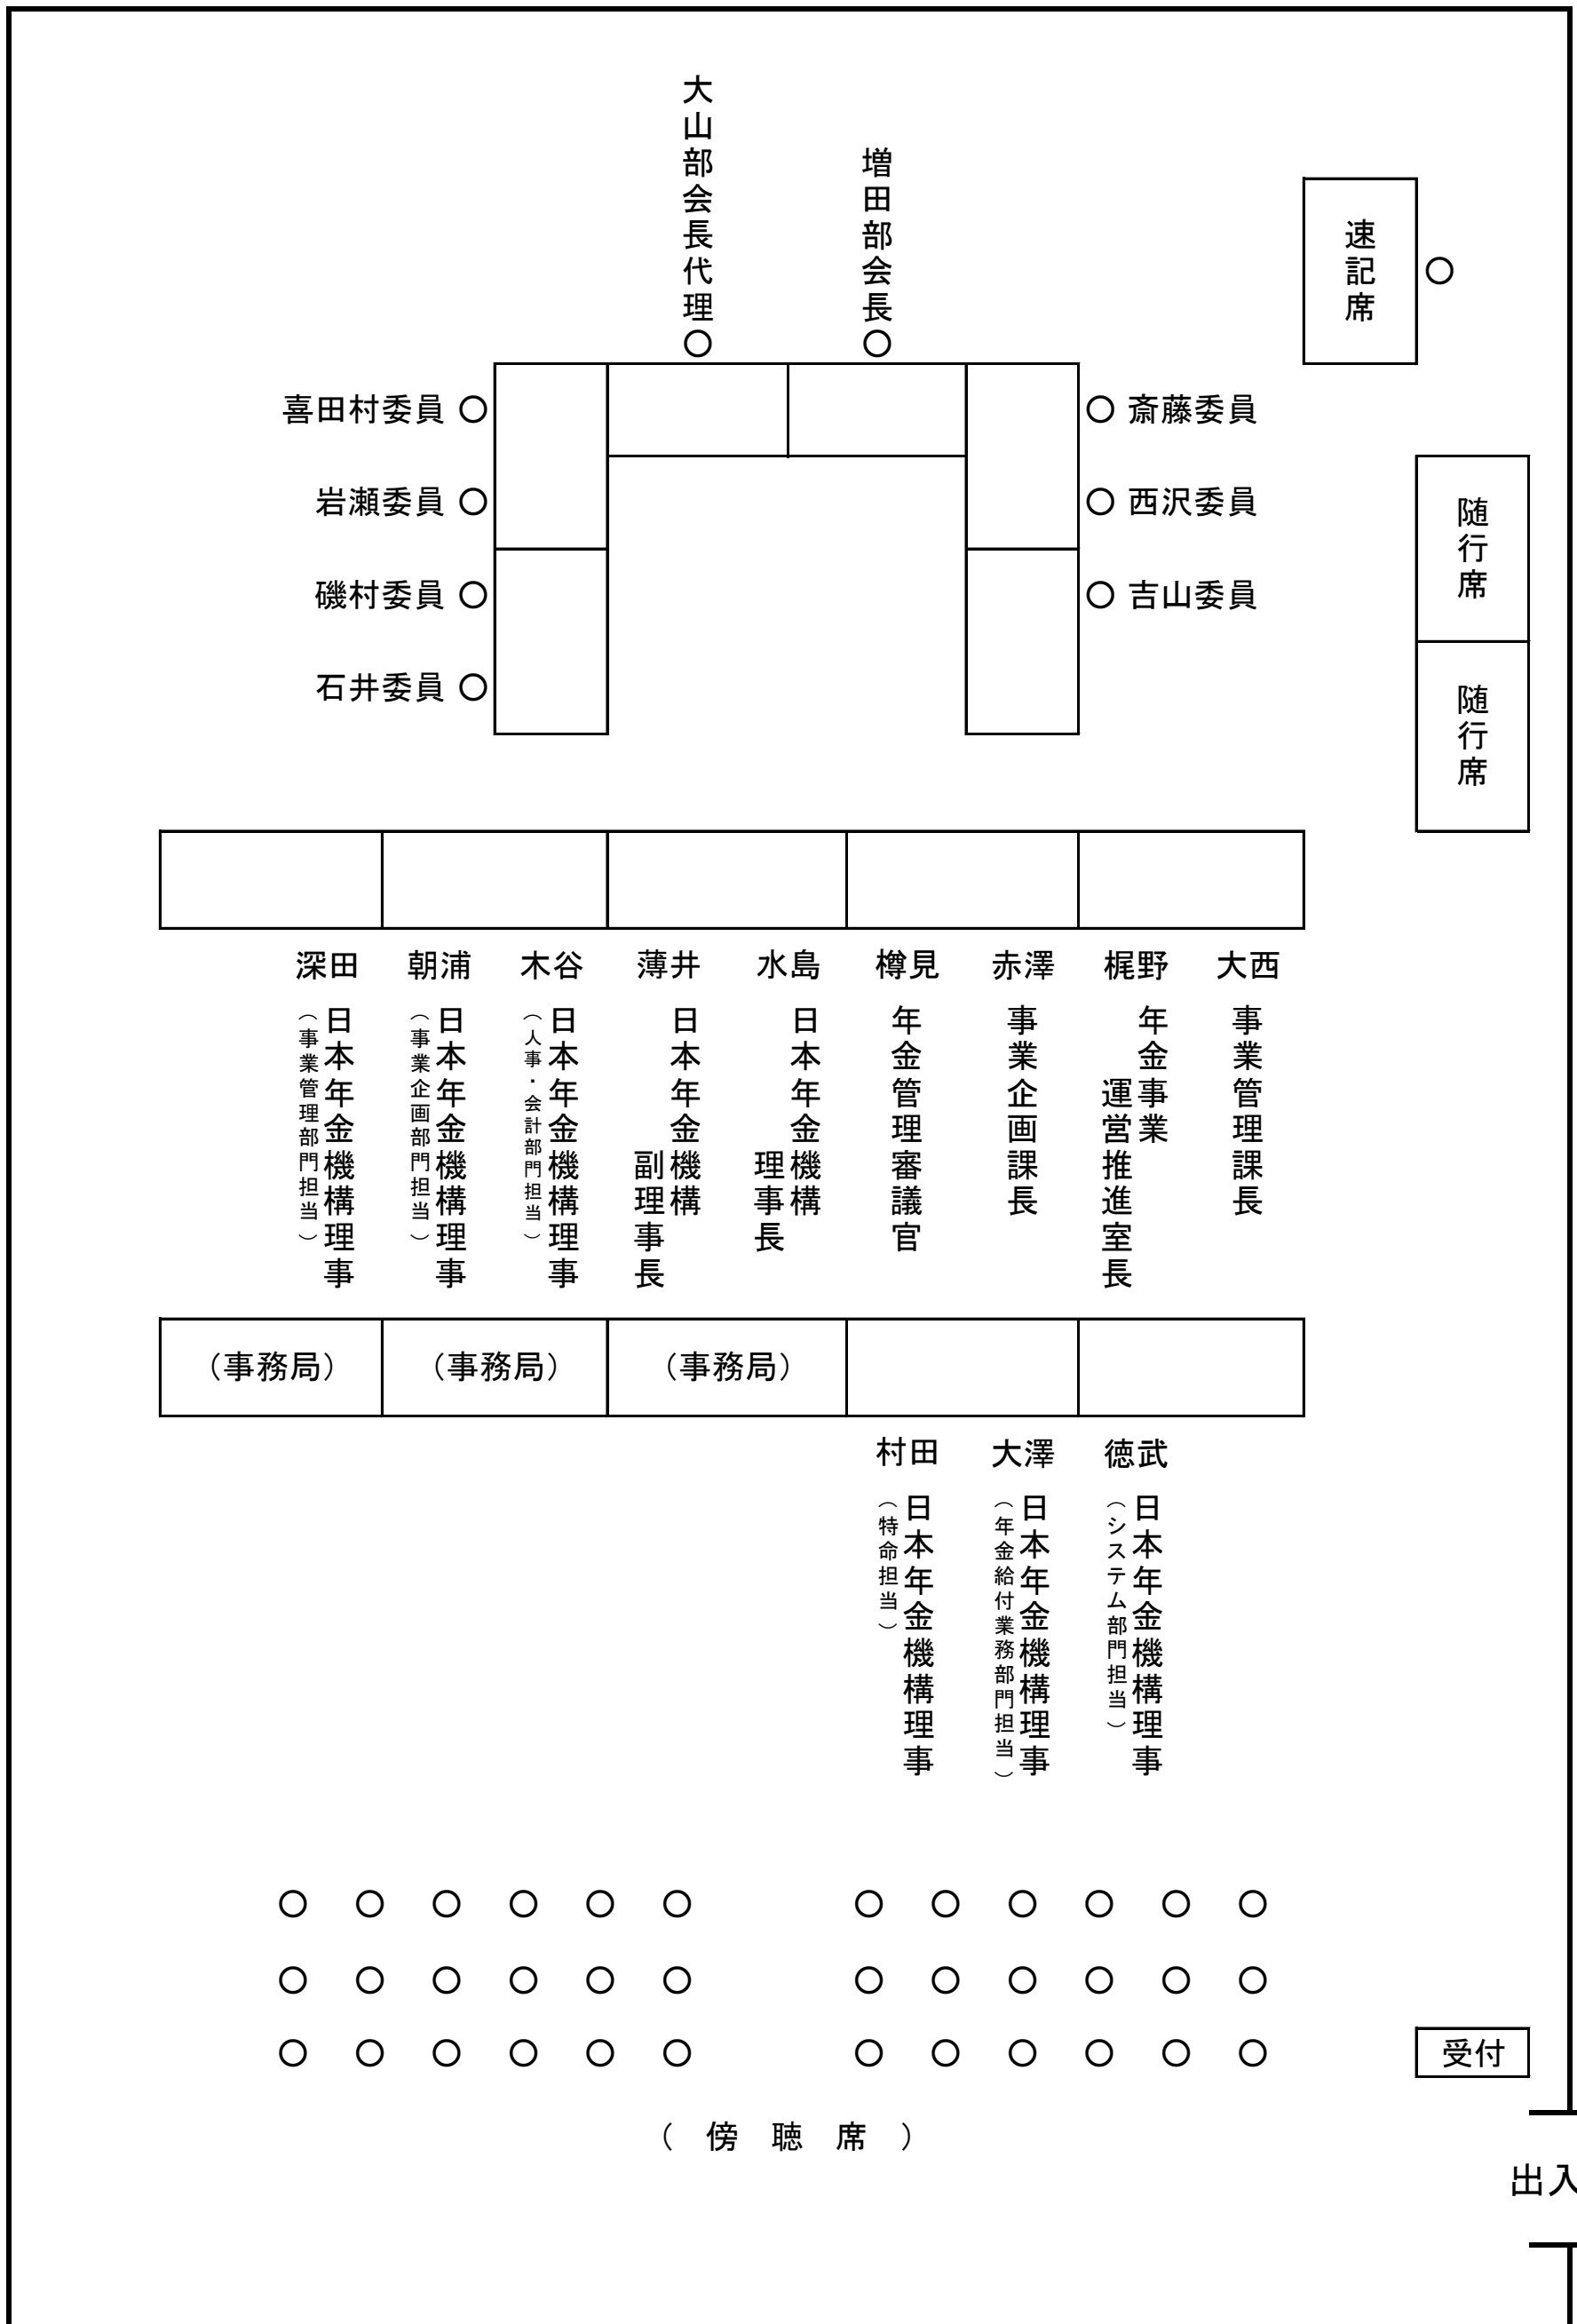 大山部会長代理〇
増田部会長〇
速記席
〇
喜田村委員 〇
〇 斎藤委員
岩瀬委員 〇
〇 西沢委員
磯村委員 〇
〇 吉山委員
石井委員 〇
随行席
随行席
深田
日本年金機構理事
（事業管理部門担当）
朝浦
日本年金機構理事
（事業企画部門担当）
木谷
日本年金機構理事
（人事・会計部門担当）
薄井
日本年金機構
副理事長
水島
日本年金機構
理事長
樽見
年金管理審議官
赤澤
事業企画課長
梶野
年金事業
運営推進室長
大西
事業管理課長
（事務局）
（事務局）
（事務局）
村田
日本年金機構理事
（特命担当）
大澤
日本年金機構理事
（年金給付業務部門担当）
徳武
日本年金機構理事
（システム部門担当）
〇 〇 〇 〇 〇 〇 〇 〇 〇 〇 〇 〇
〇 〇 〇 〇 〇 〇 〇 〇 〇 〇 〇 〇
〇 〇 〇 〇 〇 〇 〇 〇 〇 〇 〇 〇
受付
（ 傍 聴 席 ）
出入